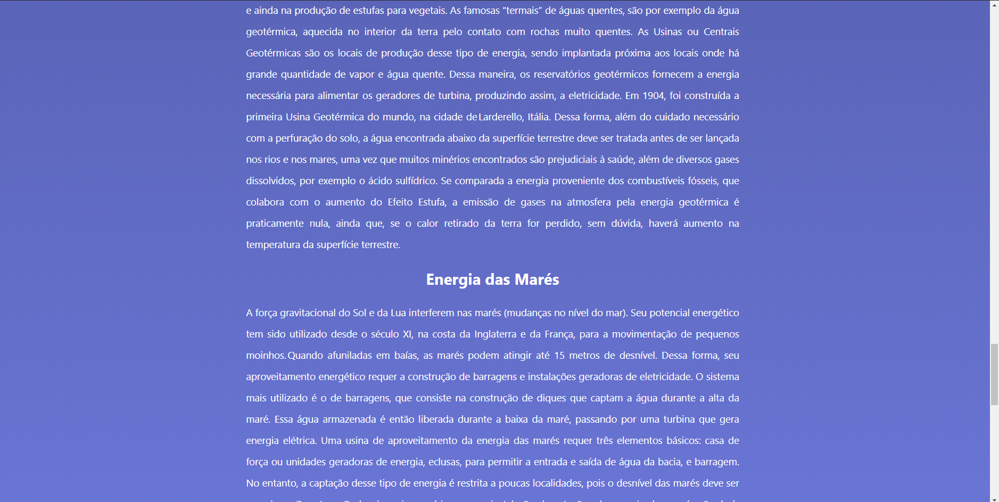 e ainda na produção de estufas para vegetais. As famosas “termais” de águas quentes, são por exemplo da água
geotérmica, aquecida no interior da terra pelo contato com rochas muito quentes. As Usinas ou Centrais
Geotérmicas são os locais de produção desse tipo de energia, sendo implantada próxima aos locais onde há
grande quantidade de vapor e água quente. Dessa maneira, os reservatórios geotérmicos fornecem a energia
necessária para alimentar os geradores de turbina, produzindo assim, a eletricidade. Em 1904, foi construída a
primeira Usina Geotérmica do mundo, na cidade de Larderello, Itália. Dessa forma, além do cuidado necessário
com a perfuração do solo, a água encontrada abaixo da superfície terrestre deve ser tratada antes de ser lançada
nos rios e nos mares, uma vez que muitos minérios encontrados são prejudiciais à saúde, além de diversos gases
dissolvidos, por exemplo o ácido sulfídrico. Se comparada a energia proveniente dos combustíveis fósseis, que
colabora com o aumento do Efeito Estufa, a emissão de gases na atmosfera pela energia geotérmica é
praticamente nula, ainda que, se o calor retirado da terra for perdido, sem dúvida, haverá aumento na
temperatura da superfície terrestre.
Energia das Marés
A força gravitacional do Sol e da Lua interferem nas marés (mudanças no nível do mar). Seu potencial energético
tem sido utilizado desde o século XI, na costa da Inglaterra e da França, para a movimentação de pequenos
moinhos. Quando afuniladas em baías, as marés podem atingir até 15 metros de desnível. Dessa forma, seu
aproveitamento energético requer a construção de barragens e instalações geradoras de eletricidade. O sistema
mais utilizado é o de barragens, que consiste na construção de diques que captam a água durante a alta da
maré. Essa água armazenada é então liberada durante a baixa da maré, passando por uma turbina que gera
energia elétrica. Uma usina de aproveitamento da energia das marés requer três elementos básicos: casa de
força ou unidades geradoras de energia, eclusas, para permitir a entrada e saída de água da bacia, e barragem.
No entanto, a captação desse tipo de energia é restrita a poucas localidades, pois o desnível das marés deve ser